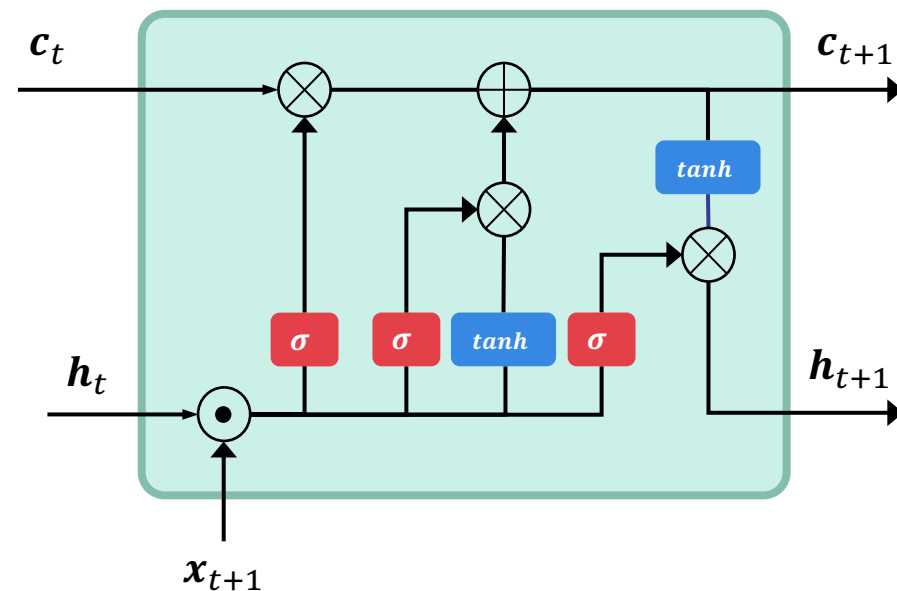 c_t
c_{t+1}
tanh
σ
σ
tanh
σ
h_t
h_{t+1}
x_{t+1}